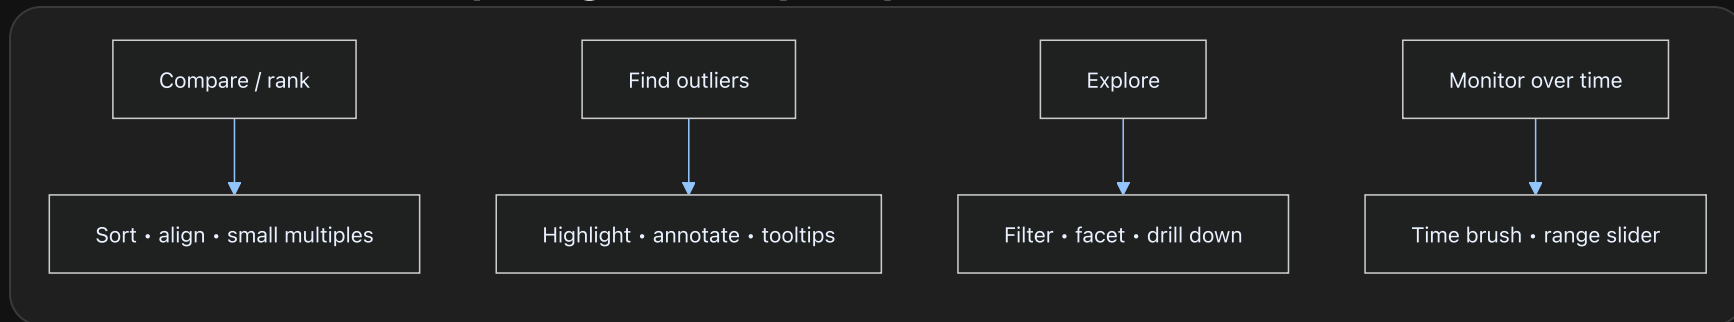 Compare / rank
Find outliers
Explore
Monitor over time
Sort • align • small multiples
Highlight • annotate • tooltips
Filter • facet • drill down
Time brush • range slider